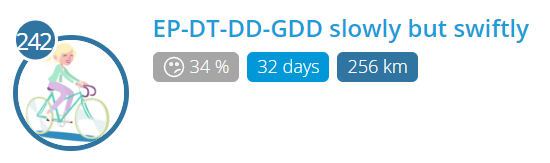 242
EP-DT-DD-GDD slowly but swiftly
34 % 32 days 256 km